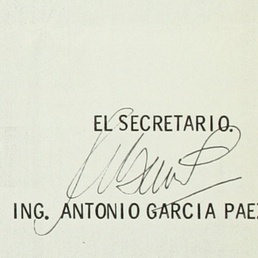 EL SECRETARIO.
ING. ANTONIO GARCIA PAEZ